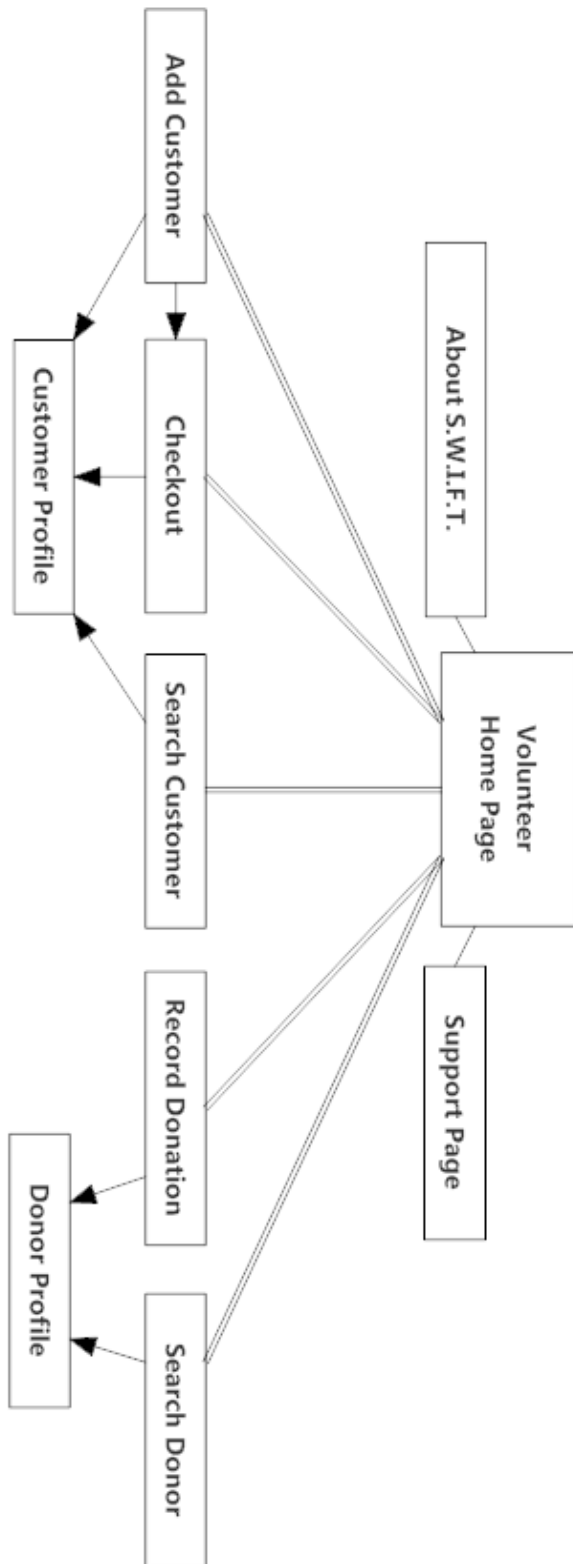 Volunteer
Home Page
About S.W.I.F.T.
Support Page
Add Customer
Checkout
Search Customer
Record Donation
Search Donor
Customer Profile
Donor Profile